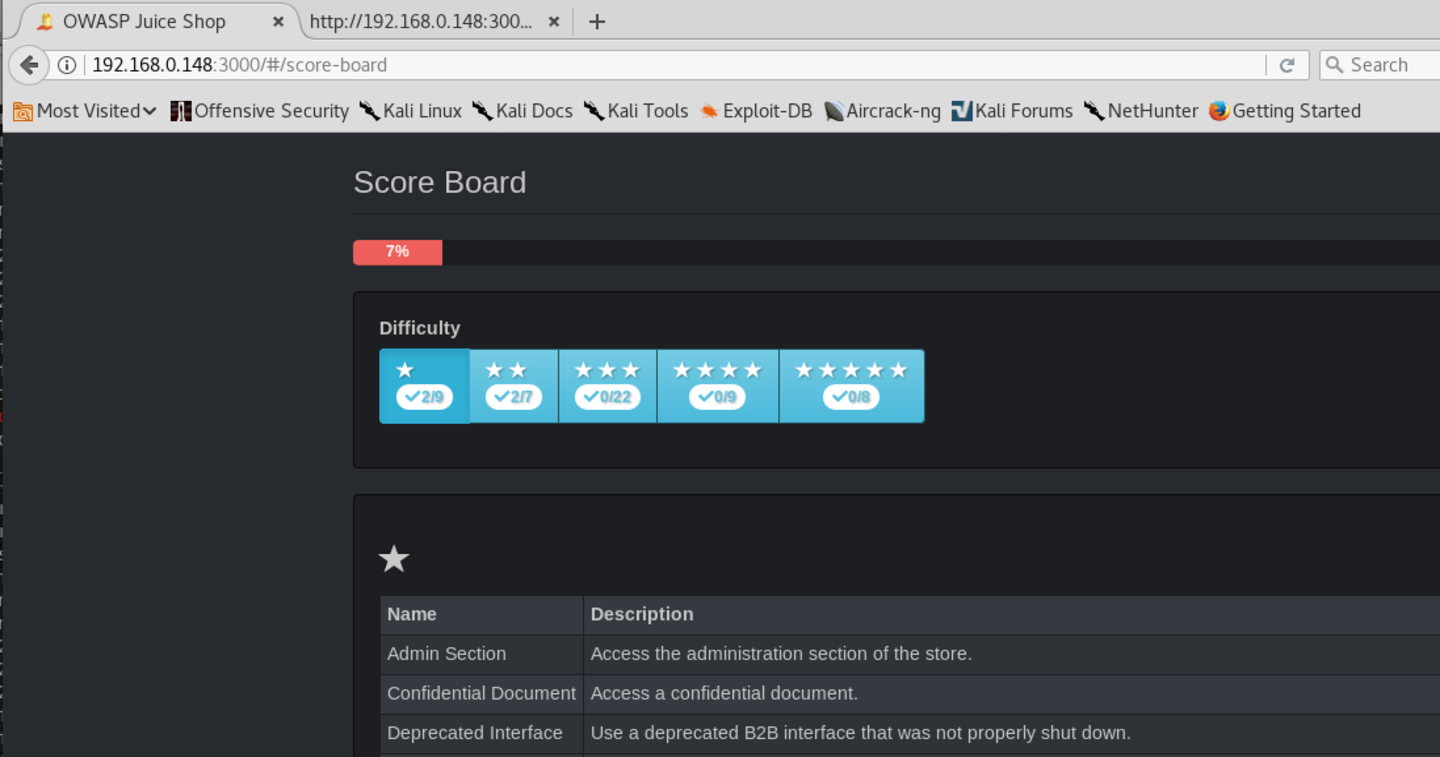 OWASP Juice Shop
http://192.168.0.148:300...
192.168.0.148:3000/#/score-board
Search
Most Visited Offensive Security Kali Linux Kali Docs Kali Tools Exploit-DB Aircrack-ng Kali Forums NetHunter Getting Started
Score Board
7%
Difficulty
2/9 2/7 0/22 0/9 0/8
Name Description
Admin Section Access the administration section of the store.
Confidential Document Access a confidential document.
Deprecated Interface Use a deprecated B2B interface that was not properly shut down.